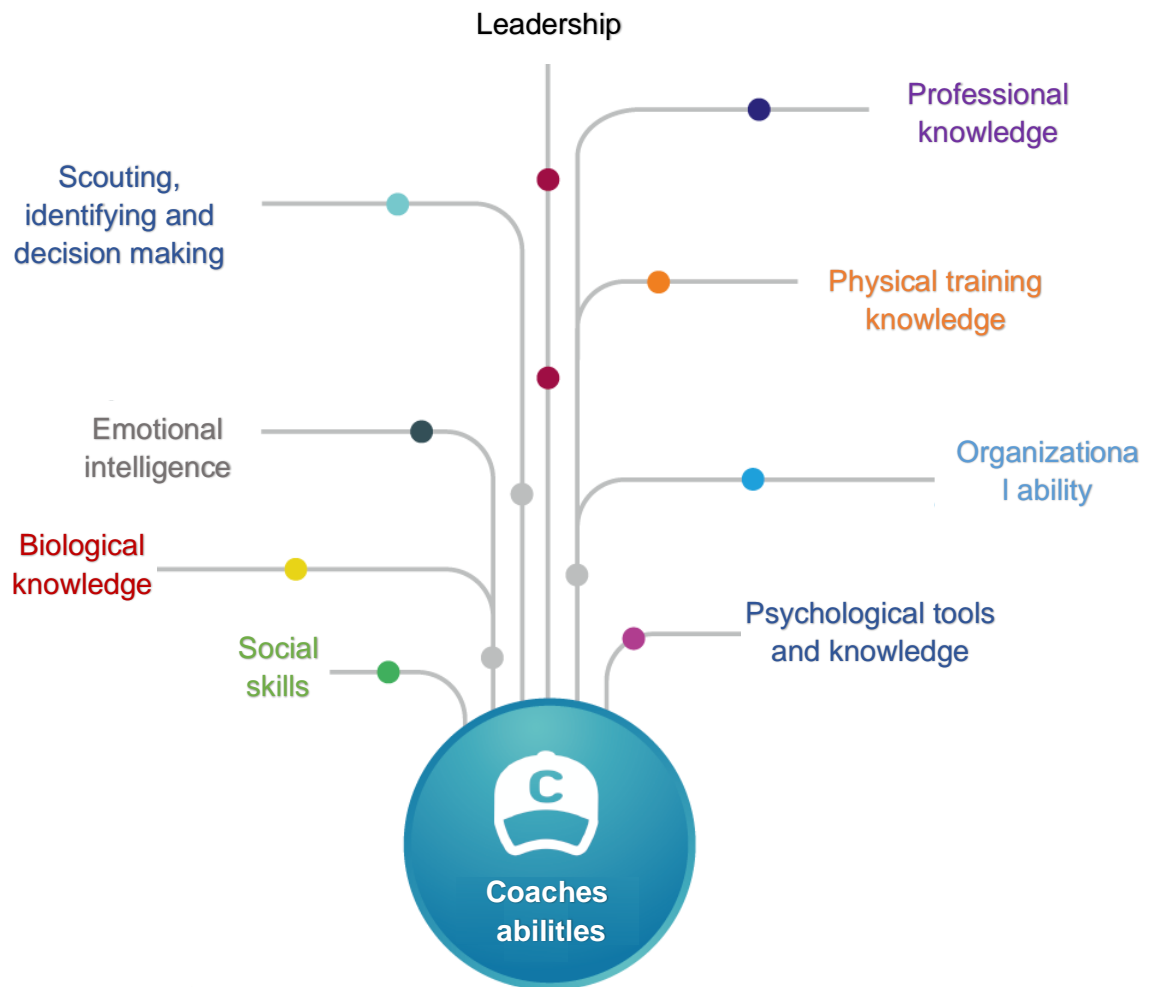 Leadership
Professional
knowledge
Scouting,
identifying and
decision making
Physical training
knowledge
Emotional
intelligence
Organizationa
l ability
Biological
knowledge
Psychological tools
and knowledge
Social
skills
C
Coaches
abilitles